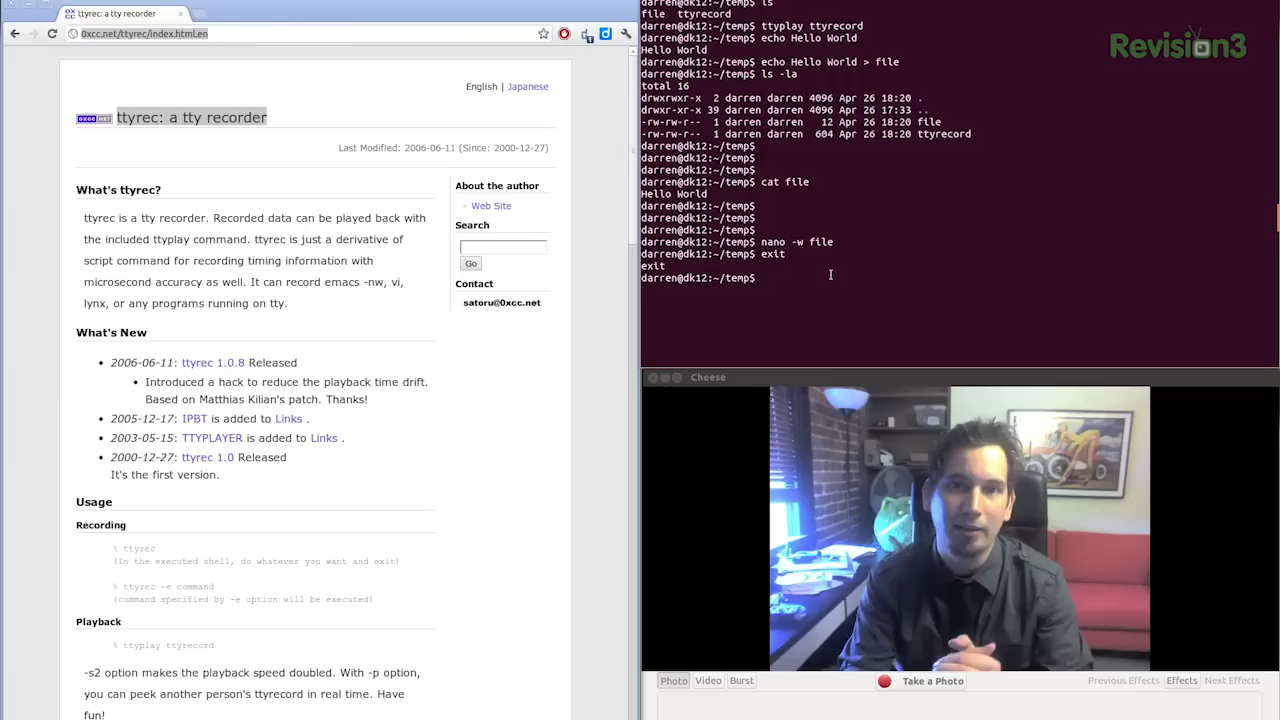 ttyrec: a tty recorder
0xcc.net/ttyrec/index.html.en
English | Japanese
ttyrec: a tty recorder
Last Modified: 2006-06-11 (Since: 2000-12-27)
What's ttyrec?
ttyrec is a tty recorder. Recorded data can be played back with
the included ttyplay command. ttyrec is just a derivative of
script command for recording timing information with
microsecond accuracy as well. It can record emacs -nw, vi,
lynx, or any programs running on tty.
What's New
• 2006-06-11: ttyrec 1.0.8 Released
• Introduced a hack to reduce the playback time drift.
Based on Matthias Kilian's patch. Thanks!
• 2005-12-17: IPBT is added to Links .
• 2003-05-15: TTYPLAYER is added to Links .
• 2000-12-27: ttyrec 1.0 Released
It's the first version.
Usage
Recording
% ttyrec
(In the executed shell, do whatever you want and exit)
% ttyrec -e command
(command specified by -e option will be executed)
Playback
% ttyplay ttyrecord
-s2 option makes the playback speed doubled. With -p option,
you can peek another person's ttyrecord in real time. Have
fun!
About the author
Web Site
Search
Go
Contact
satoru@0xcc.net
darren@dk12:~/temp$ ls
file  ttyrecord
darren@dk12:~/temp$ ttyplay ttyrecord
darren@dk12:~/temp$ echo Hello World
Hello World
darren@dk12:~/temp$ echo Hello World > file
darren@dk12:~/temp$ ls -la
total 16
drwxrwxr-x  2 darren darren 4096 Apr 26 18:20 .
drwxr-xr-x 39 darren darren 4096 Apr 26 17:33 ..
-rw-rw-r--  1 darren darren   12 Apr 26 18:20 file
-rw-rw-r--  1 darren darren  604 Apr 26 18:20 ttyrecord
darren@dk12:~/temp$
darren@dk12:~/temp$
darren@dk12:~/temp$
darren@dk12:~/temp$ cat file
Hello World
darren@dk12:~/temp$
darren@dk12:~/temp$
darren@dk12:~/temp$
darren@dk12:~/temp$ nano -w file
darren@dk12:~/temp$ exit
exit
darren@dk12:~/temp$
Revision3
Cheese
Photo Video Burst Take a Photo Previous Effects Effects Next Effects